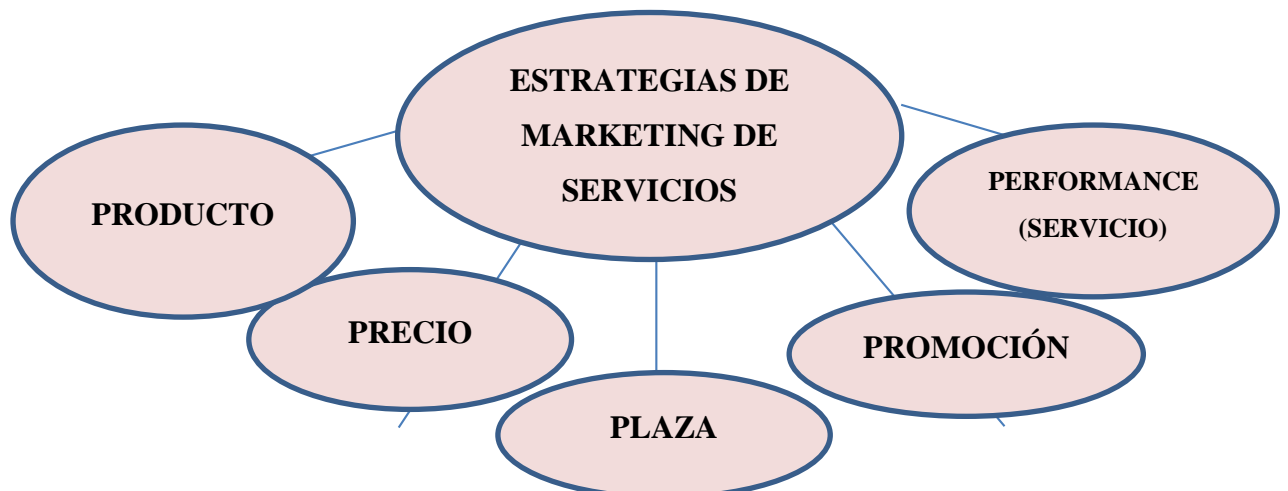 ESTRATEGIAS DE
MARKETING DE
SERVICIOS
PRODUCTO
PRECIO
PLAZA
PROMOCIÓN
PERFORMANCE
(SERVICIO)